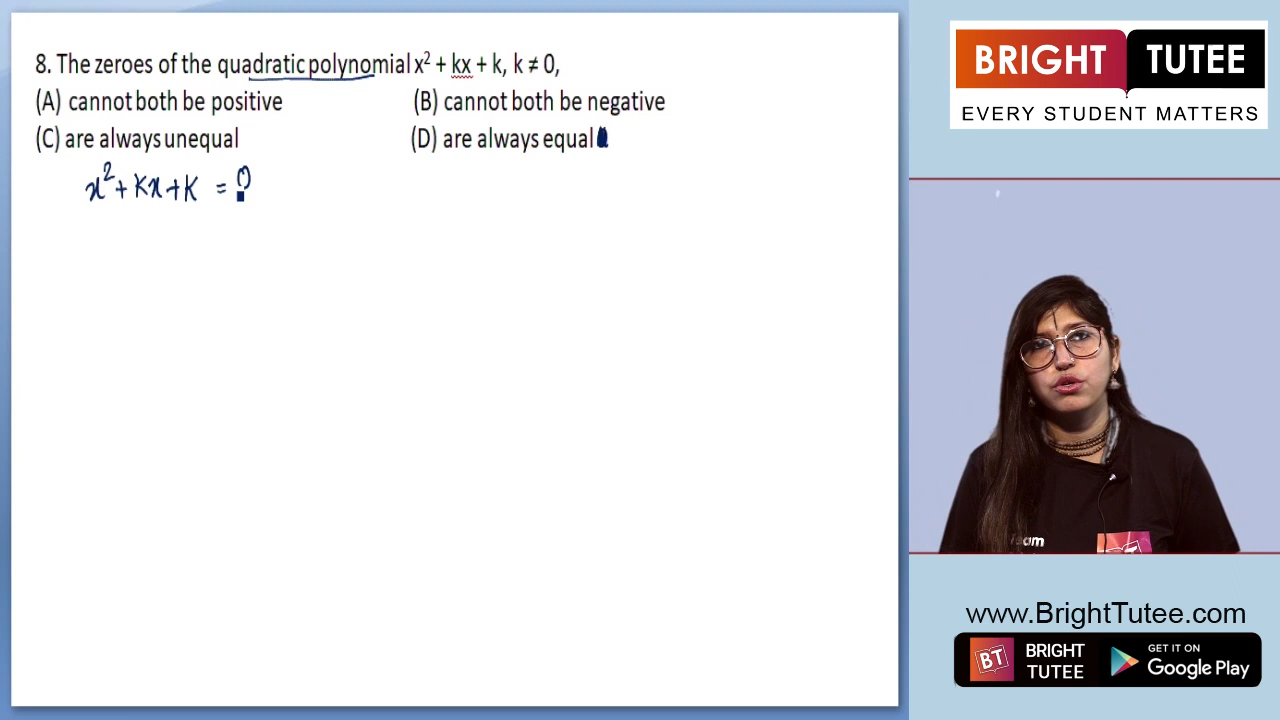 8. The zeroes of the quadratic polynomial x² + kx + k, k ≠ 0,
(A) cannot both be positive (B) cannot both be negative
(C) are always unequal (D) are always equal
x² + Kx + K = 0
BRIGHT TUTEE
EVERY STUDENT MATTERS
www.BrightTutee.com
BT BRIGHT TUTEE
GET IT ON
Google Play